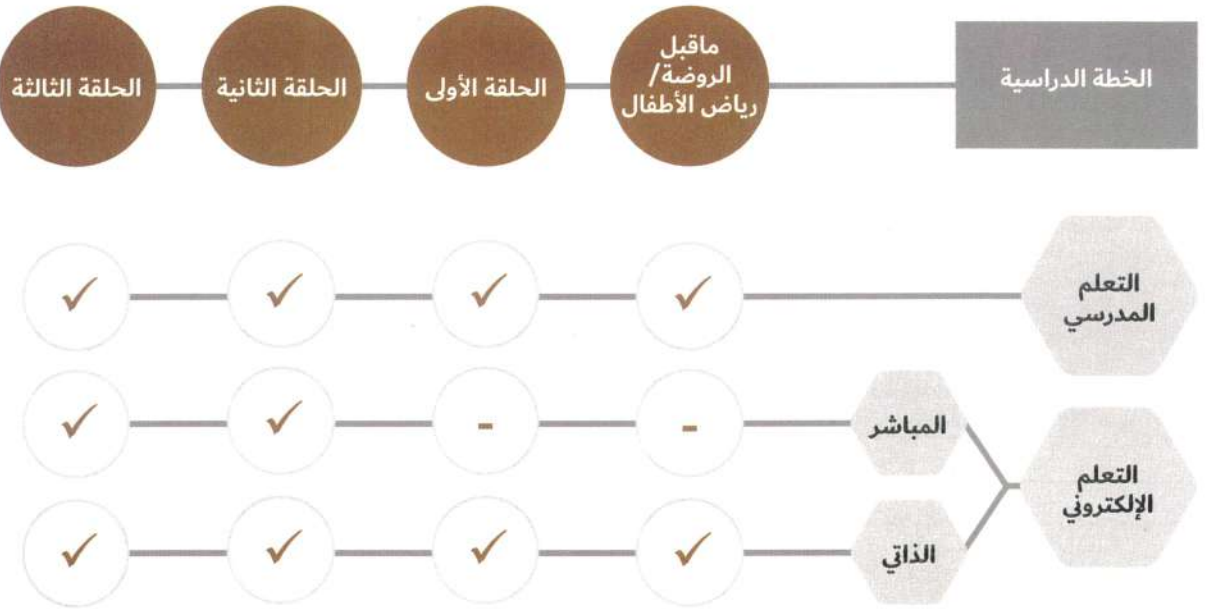 الخطة الدراسية
ماقبل
الروضة/
رياض الأطفال
الحلقة الأولى
الحلقة الثانية
الحلقة الثالثة
التعلم
المدرسي
✓ ✓ ✓ ✓
التعلم
الإلكتروني
المباشر
- - ✓ ✓
الذاتي
✓ ✓ ✓ ✓